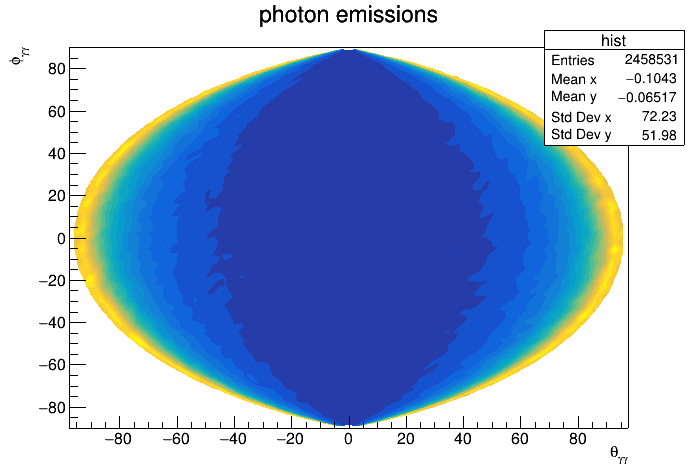 photon emissions
hist
Entries 2458531
Mean x −0.1043
Mean y −0.06517
Std Dev x 72.23
Std Dev y 51.98
ϕγγ
80
60
40
20
0
−20
−40
−60
−80
−80 −60 −40 −20 0 20 40 60 80
θγγ